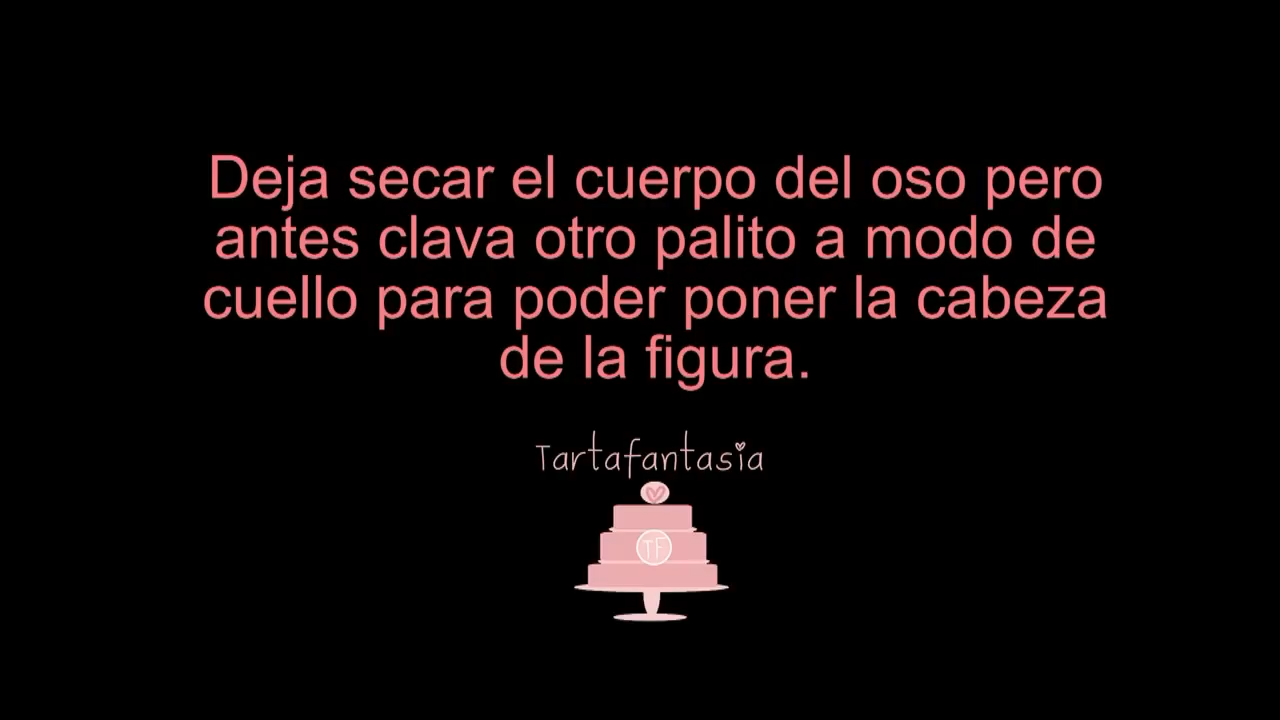 Deja secar el cuerpo del oso pero
antes clava otro palito a modo de
cuello para poder poner la cabeza
de la figura.
Tartafantasia
TF